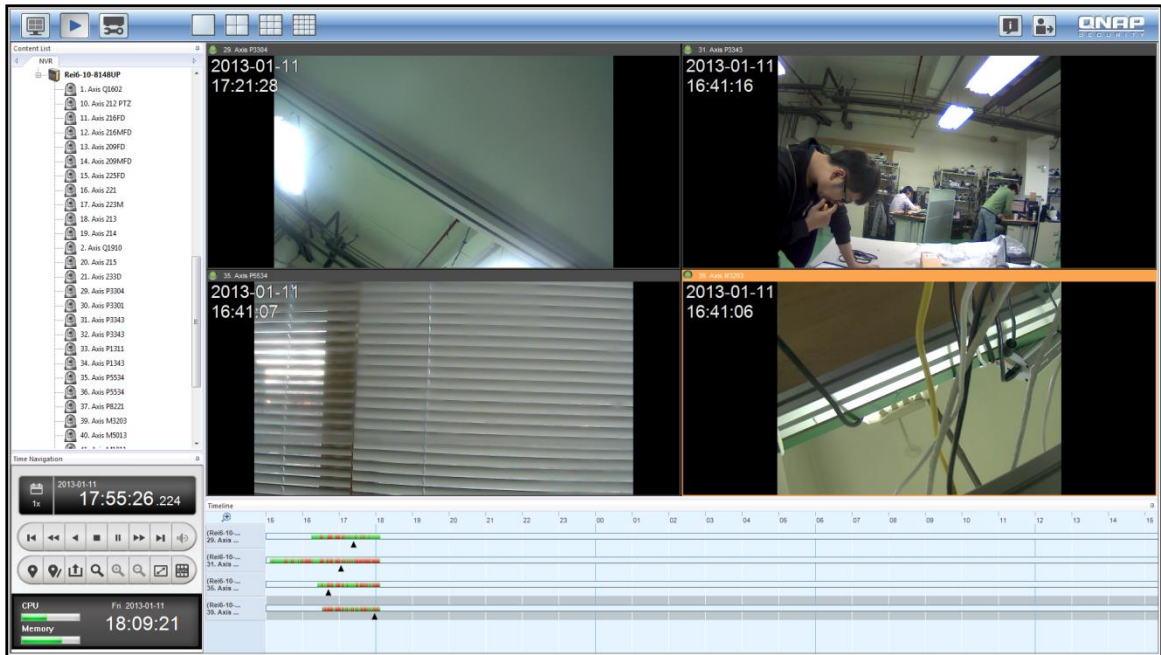 QNAP
SECURITY
Content List
NVR
Rei6-10-8148UP
1. Axis Q1602
10. Axis 212 PTZ
11. Axis 216FD
12. Axis 216MFD
13. Axis 209FD
14. Axis 209MFD
15. Axis 225FD
16. Axis 221
17. Axis 223M
18. Axis 213
19. Axis 214
2. Axis Q1910
20. Axis 215
21. Axis 233D
29. Axis P3304
30. Axis P3301
31. Axis P3343
32. Axis P3343
33. Axis P1311
34. Axis P1343
35. Axis P5534
36. Axis P5534
37. Axis P8221
39. Axis M3203
40. Axis M5013
29. Axis P3304
2013-01-11
17:21:28
31. Axis P3343
2013-01-11
16:41:16
35. Axis P5534
2013-01-11
16:41:07
39. Axis M3203
2013-01-11
16:41:06
Time Navigation
1x
2013-01-11
17:55:26.224
CPU
Memory
Fri 2013-01-11
18:09:21
Timeline
15 16 17 18 19 20 21 22 23 00 01 02 03 04 05 06 07 08 09 10 11 12 13 14 15
(Rei6-10-...
29. Axis ...
(Rei6-10-...
31. Axis ...
(Rei6-10-...
35. Axis ...
(Rei6-10-...
39. Axis ...